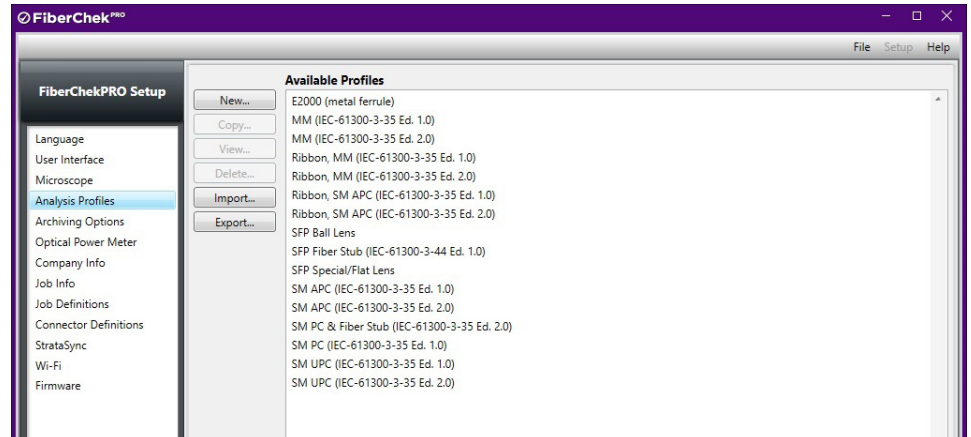 FiberChekPRO
File Setup Help
FiberChekPRO Setup
Language
User Interface
Microscope
Analysis Profiles
Archiving Options
Optical Power Meter
Company Info
Job Info
Job Definitions
Connector Definitions
StrataSync
Wi-Fi
Firmware
New...
Copy...
View...
Delete...
Import...
Export...
Available Profiles
E2000 (metal ferrule)
MM (IEC-61300-3-35 Ed. 1.0)
MM (IEC-61300-3-35 Ed. 2.0)
Ribbon, MM (IEC-61300-3-35 Ed. 1.0)
Ribbon, MM (IEC-61300-3-35 Ed. 2.0)
Ribbon, SM APC (IEC-61300-3-35 Ed. 1.0)
Ribbon, SM APC (IEC-61300-3-35 Ed. 2.0)
SFP Ball Lens
SFP Fiber Stub (IEC-61300-3-44 Ed. 1.0)
SFP Special/Flat Lens
SM APC (IEC-61300-3-35 Ed. 1.0)
SM APC (IEC-61300-3-35 Ed. 2.0)
SM PC & Fiber Stub (IEC-61300-3-35 Ed. 2.0)
SM PC (IEC-61300-3-35 Ed. 1.0)
SM UPC (IEC-61300-3-35 Ed. 1.0)
SM UPC (IEC-61300-3-35 Ed. 2.0)